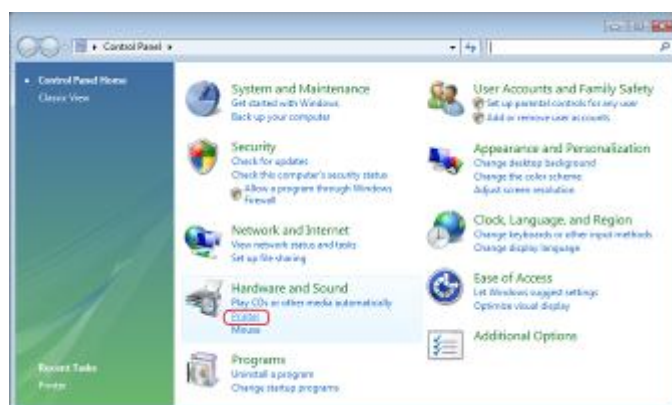 Control Panel
Control Panel Home
Classic View
System and Maintenance
Get started with Windows
Back up your computer
Security
Check for updates
Check this computer's security status
Allow a program through Windows
Firewall
Network and Internet
View network status and tasks
Set up file sharing
Hardware and Sound
Play CDs or other media automatically
Printer
Mouse
Programs
Uninstall a program
Change startup programs
User Accounts and Family Safety
Set up parental controls for any user
Add or remove user accounts
Appearance and Personalization
Change desktop background
Change the color scheme
Adjust screen resolution
Clock, Language, and Region
Change keyboards or other input methods
Change display language
Ease of Access
Let Windows suggest settings
Optimize visual display
Additional Options
Recent Tasks
Printer